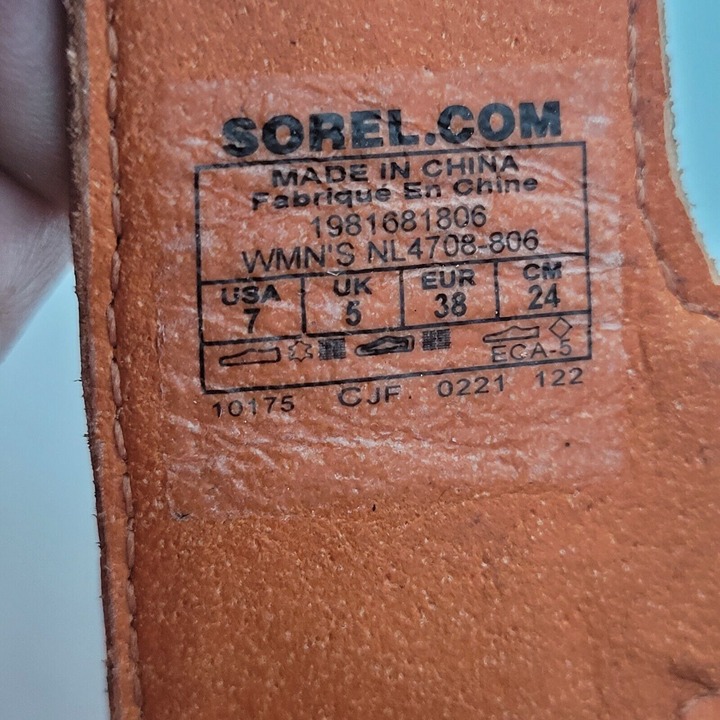 SOREL.COM
MADE IN CHINA
Fabriqué En Chine
1981681806
WMN'S NL4708-806
USA UK EUR CM
7 5 38 24
ECA-5
10175 CJF. 0221 122